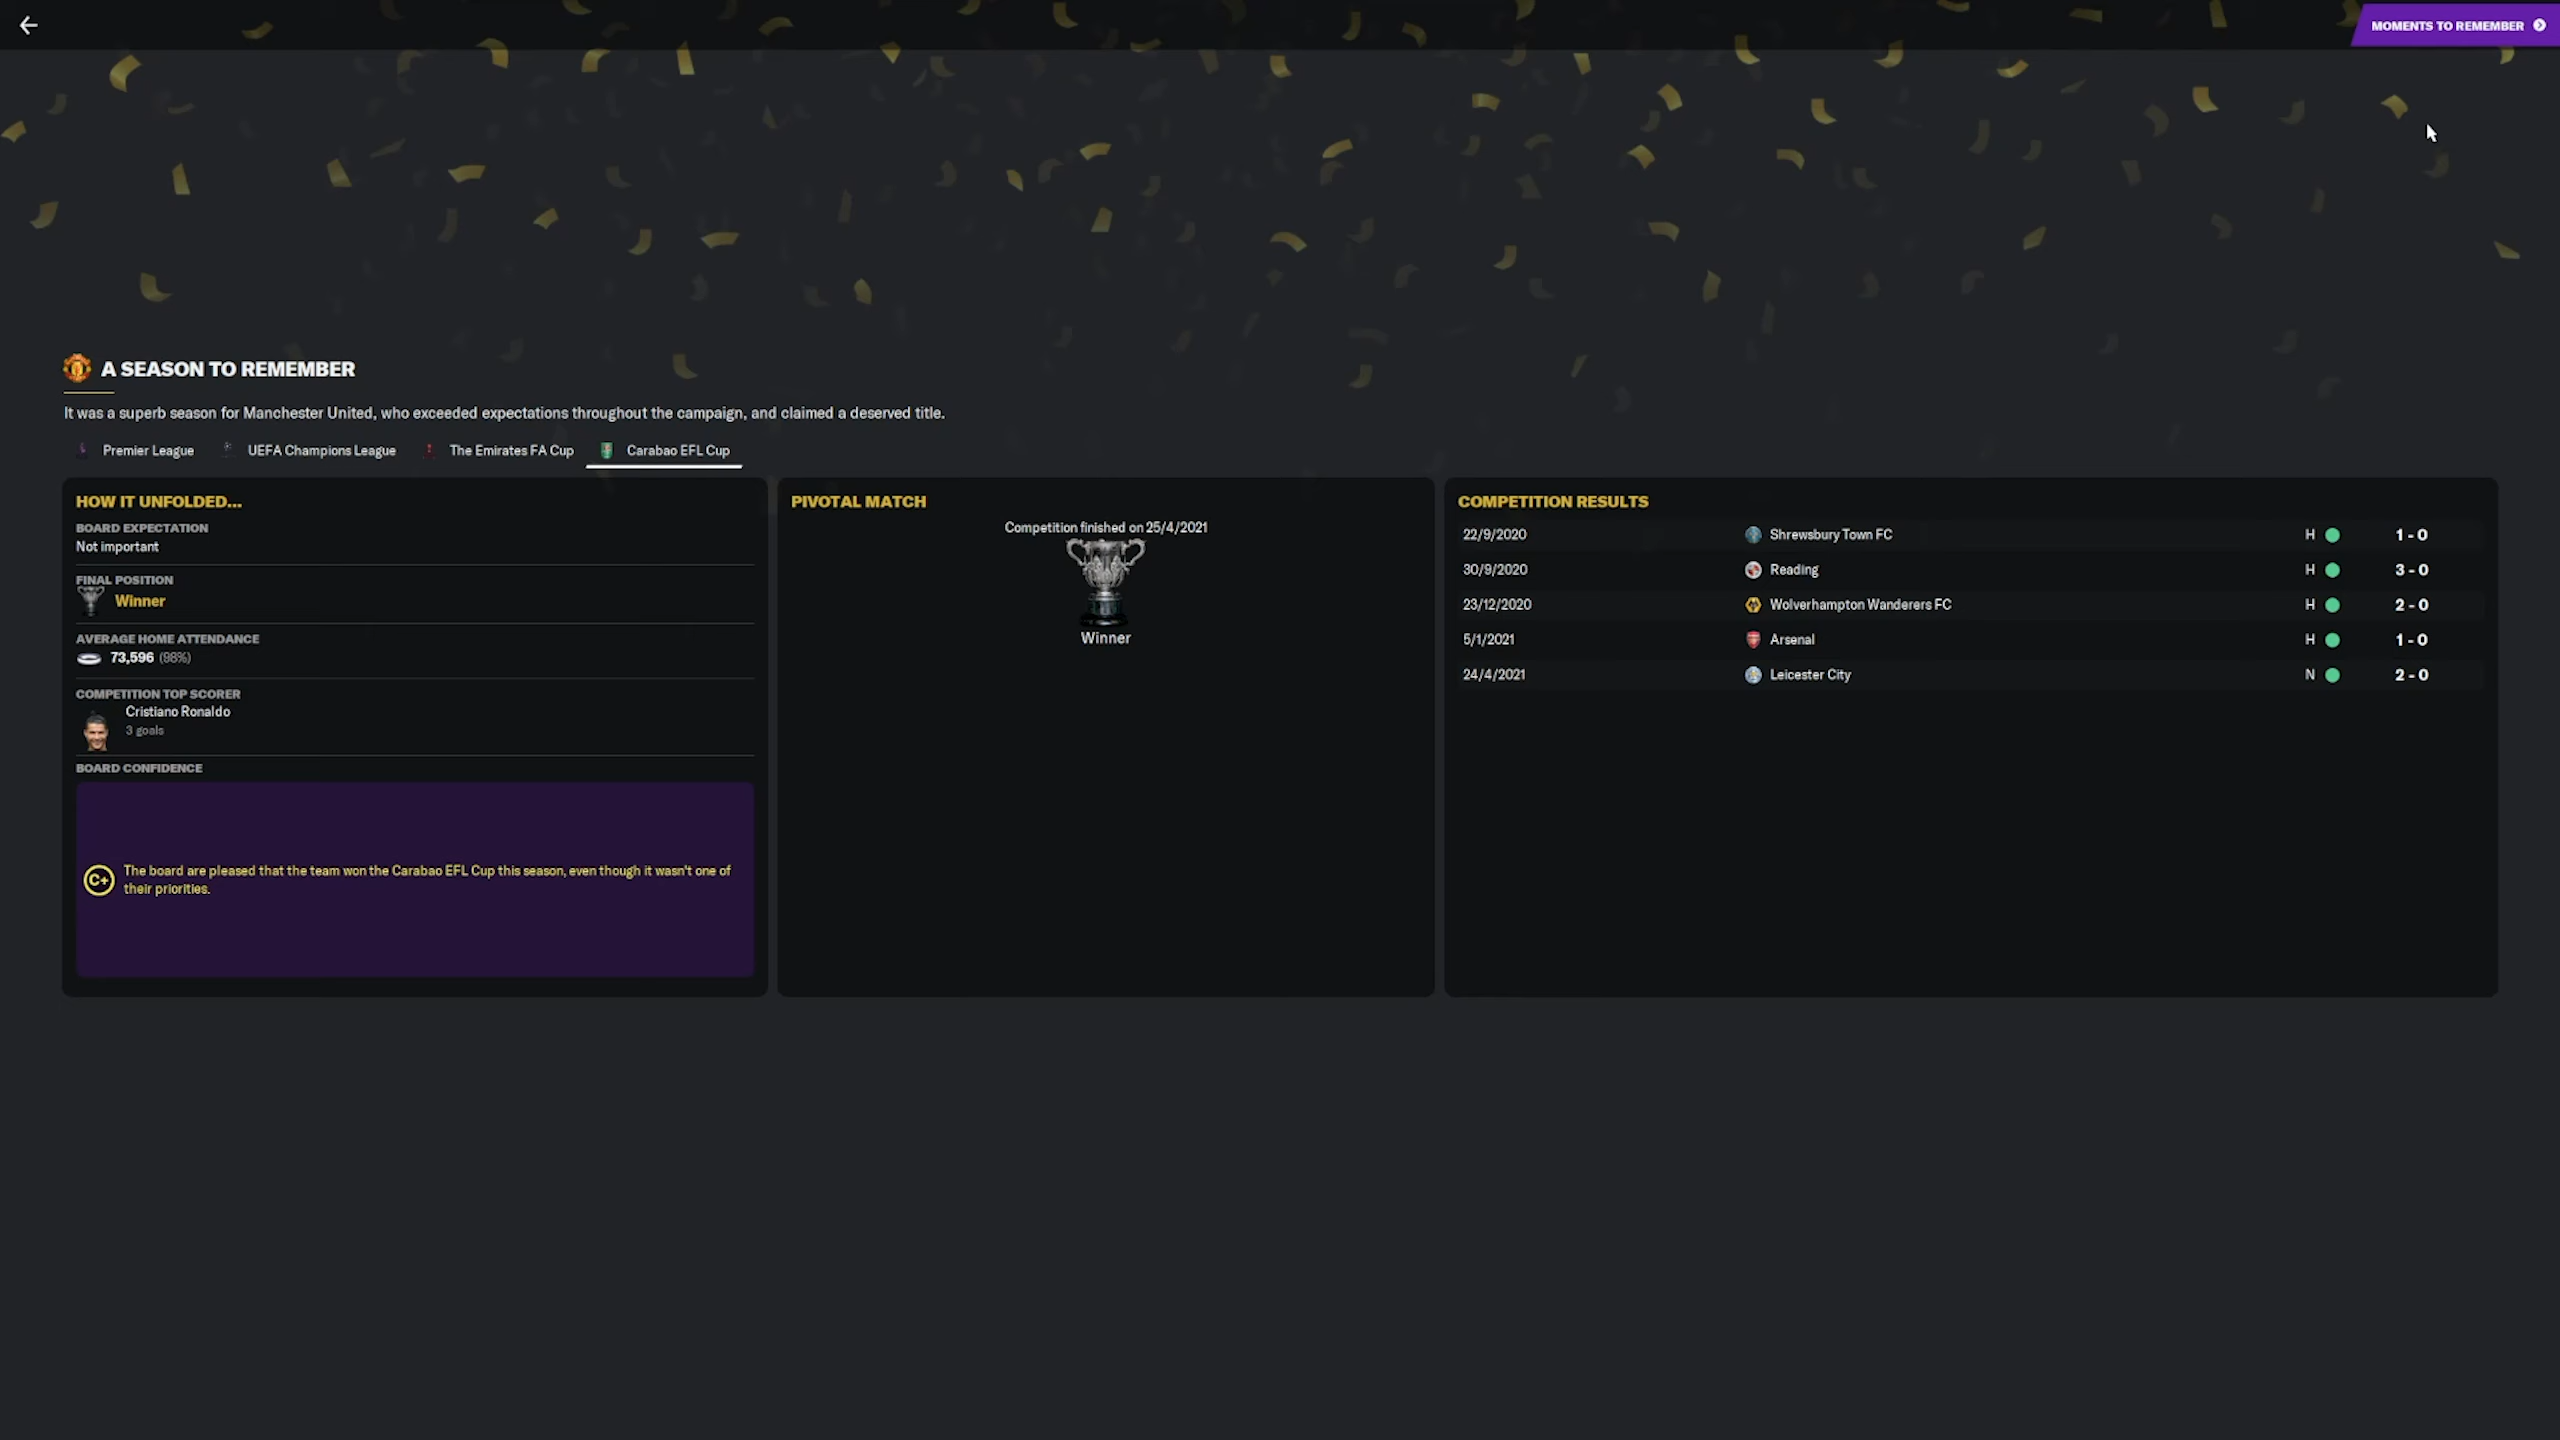 MOMENTS TO REMEMBER
A SEASON TO REMEMBER
It was a superb season for Manchester United, who exceeded expectations throughout the campaign, and claimed a deserved title.
Premier League UEFA Champions League The Emirates FA Cup Carabao EFL Cup
HOW IT UNFOLDED...
BOARD EXPECTATION
Not important
FINAL POSITION
Winner
AVERAGE HOME ATTENDANCE
73,596 (98%)
COMPETITION TOP SCORER
Cristiano Ronaldo
3 goals
BOARD CONFIDENCE
C+
The board are pleased that the team won the Carabao EFL Cup this season, even though it wasn't one of
their priorities.
PIVOTAL MATCH
Competition finished on 25/4/2021
Winner
COMPETITION RESULTS
22/9/2020 Shrewsbury Town FC H 1 - 0
30/9/2020 Reading H 3 - 0
23/12/2020 Wolverhampton Wanderers FC H 2 - 0
5/1/2021 Arsenal H 1 - 0
24/4/2021 Leicester City N 2 - 0